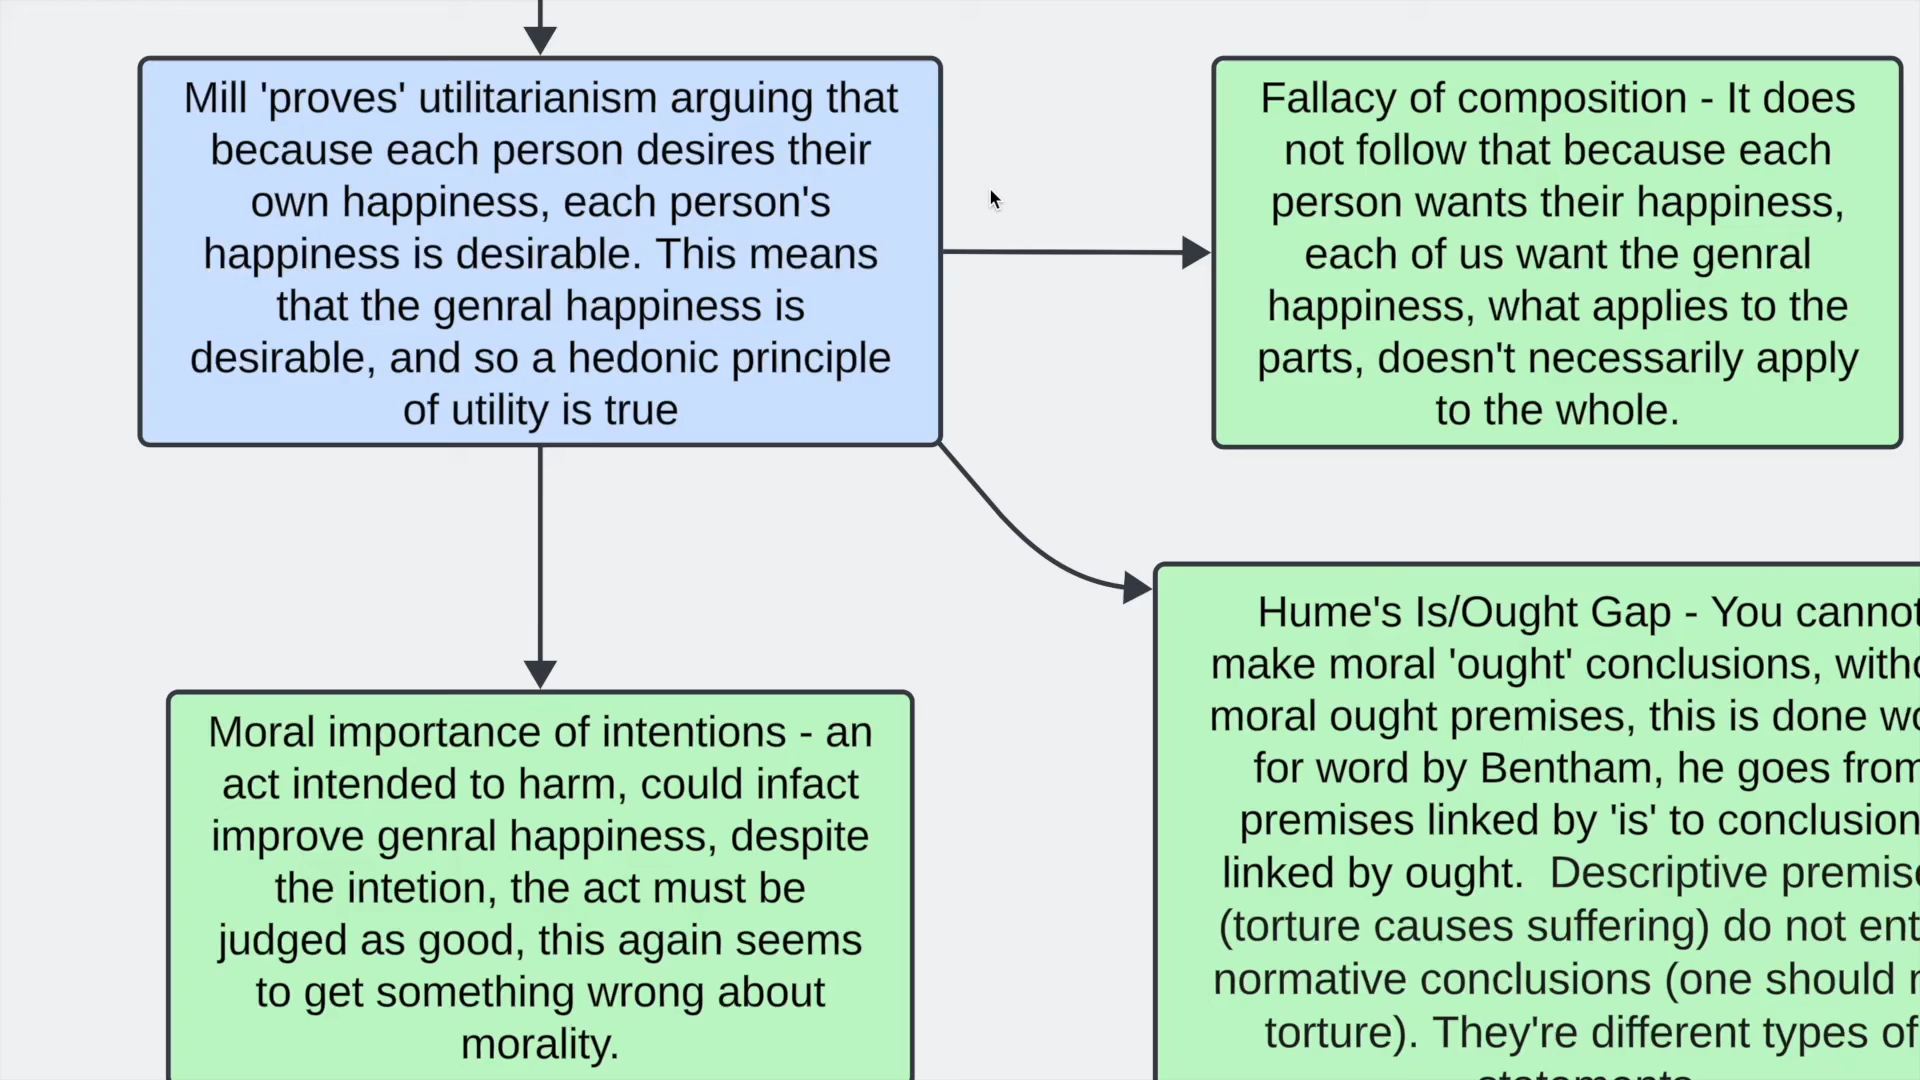 Mill 'proves' utilitarianism arguing that
because each person desires their
own happiness, each person's
happiness is desirable. This means
that the genral happiness is
desirable, and so a hedonic principle
of utility is true
Fallacy of composition - It does
not follow that because each
person wants their happiness,
each of us want the genral
happiness, what applies to the
parts, doesn't necessarily apply
to the whole.
Moral importance of intentions - an
act intended to harm, could infact
improve genral happiness, despite
the intetion, the act must be
judged as good, this again seems
to get something wrong about
morality.
Hume's Is/Ought Gap - You cannot
make moral 'ought' conclusions,
moral ought premises, this is done
for word by Bentham, he goes from
premises linked by 'is' to conclusion
linked by ought. Descriptive
(torture causes suffering) do not
normative conclusions (one should
torture). They're different types of